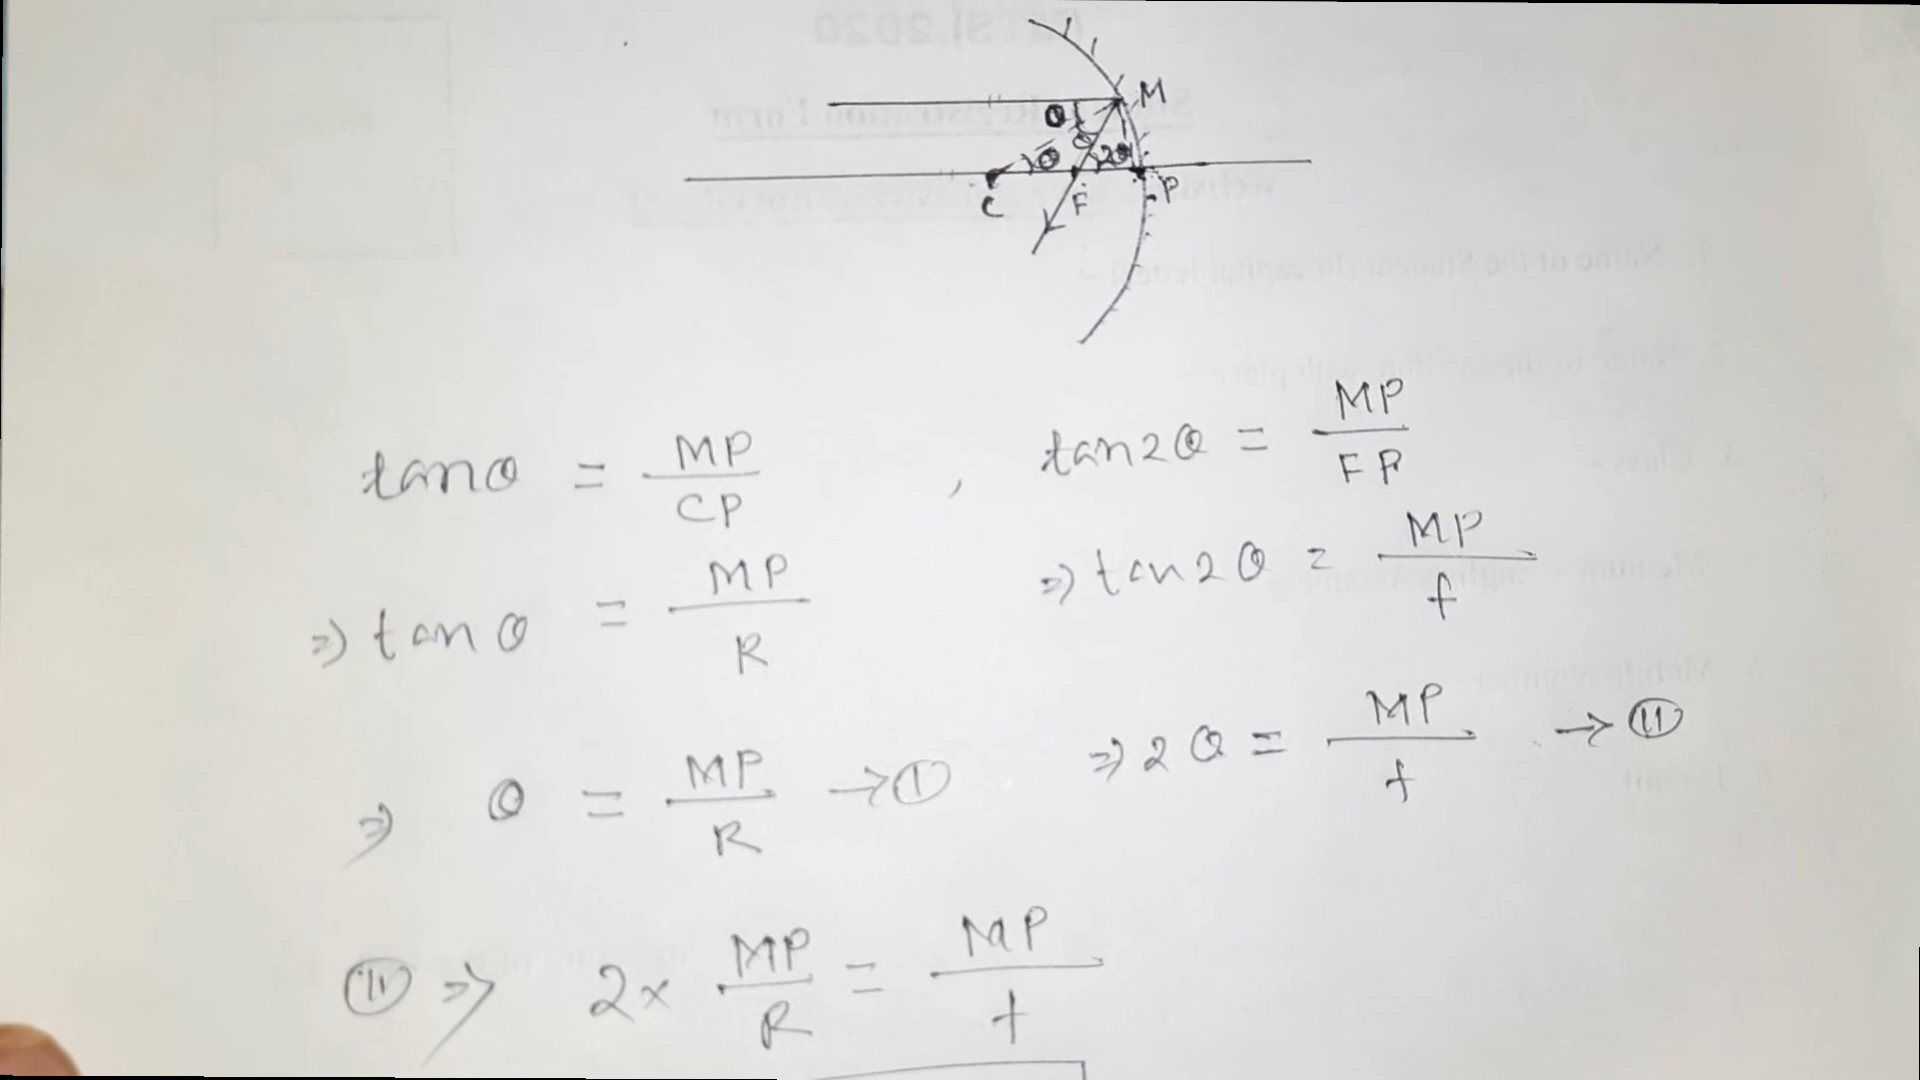 M
θ
θ
θ 2θ
C F P
tanθ = MP/CP , tan2θ = MP/FP
⇒ tanθ = MP/R
⇒ tan2θ = MP/f
⇒ θ = MP/R → (I)
⇒ 2θ = MP/f → (II)
(II) ⇒ 2 × MP/R = MP/f